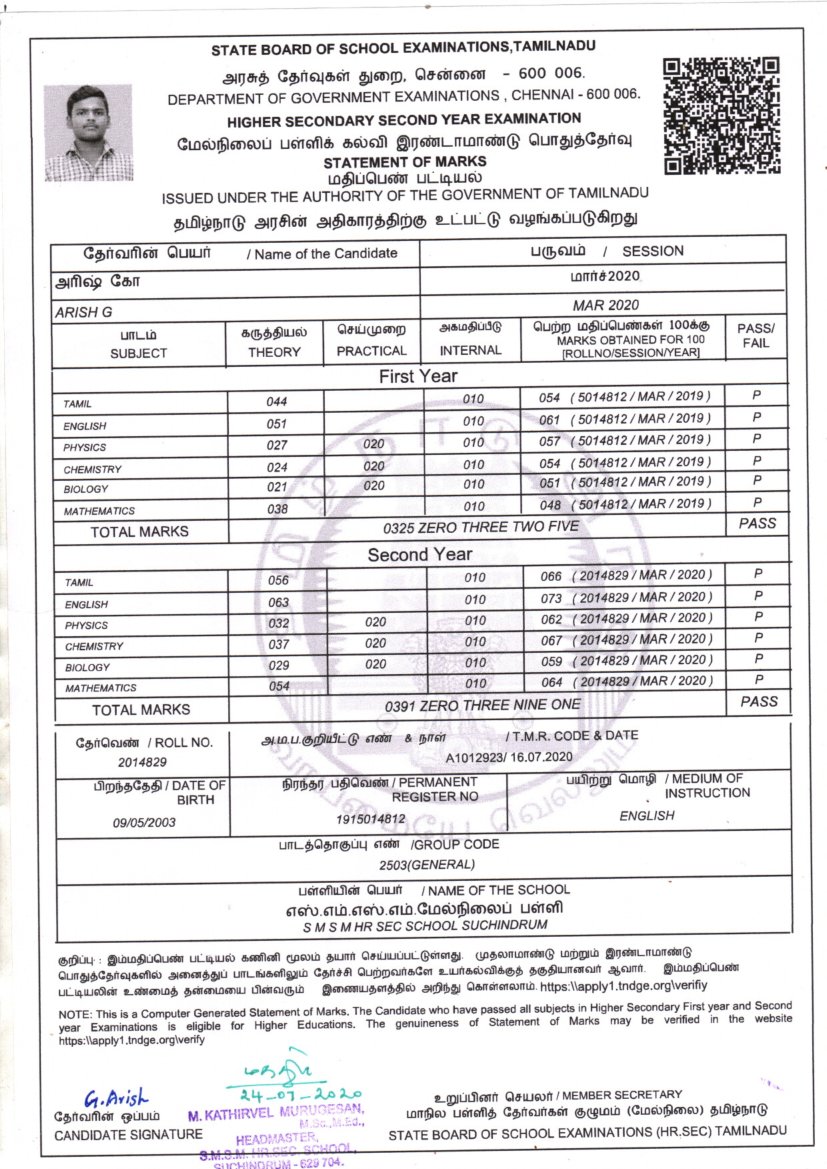 STATE BOARD OF SCHOOL EXAMINATIONS,TAMILNADU
அரசுத் தேர்வுகள் துறை, சென்னை - 600 006.
DEPARTMENT OF GOVERNMENT EXAMINATIONS , CHENNAI - 600 006.
HIGHER SECONDARY SECOND YEAR EXAMINATION
மேல்நிலைப் பள்ளிக் கல்வி இரண்டாமாண்டு பொதுத்தேர்வு
STATEMENT OF MARKS
மதிப்பெண் பட்டியல்
ISSUED UNDER THE AUTHORITY OF THE GOVERNMENT OF TAMILNADU
தமிழ்நாடு அரசின் அதிகாரத்திற்கு உட்பட்டு வழங்கப்படுகிறது
தேர்வரின் பெயர் / Name of the Candidate பருவம் / SESSION
அரிஷ் கோ மார்ச்2020
ARISH G MAR 2020
பாடம் கருத்தியல் செய்முறை அகமதிப்பீடு பெற்ற மதிப்பெண்கள் 100க்கு PASS/
SUBJECT THEORY PRACTICAL INTERNAL MARKS OBTAINED FOR 100 FAIL
[ROLLNO/SESSION/YEAR]
First Year
TAMIL 044 010 054 ( 5014812 / MAR / 2019 ) P
ENGLISH 051 010 061 ( 5014812 / MAR / 2019 ) P
PHYSICS 027 020 010 057 ( 5014812 / MAR / 2019 ) P
CHEMISTRY 024 020 010 054 ( 5014812 / MAR / 2019 ) P
BIOLOGY 021 020 010 051 ( 5014812 / MAR / 2019 ) P
MATHEMATICS 038 010 048 ( 5014812 / MAR / 2019 ) P
TOTAL MARKS 0325 ZERO THREE TWO FIVE PASS
Second Year
TAMIL 056 010 066 ( 2014829 / MAR / 2020 ) P
ENGLISH 063 010 073 ( 2014829 / MAR / 2020 ) P
PHYSICS 032 020 010 062 ( 2014829 / MAR / 2020 ) P
CHEMISTRY 037 020 010 067 ( 2014829 / MAR / 2020 ) P
BIOLOGY 029 020 010 059 ( 2014829 / MAR / 2020 ) P
MATHEMATICS 054 010 064 ( 2014829 / MAR / 2020 ) P
TOTAL MARKS 0391 ZERO THREE NINE ONE PASS
தேர்வெண் / ROLL NO. அ.ம.ப.குறியீட்டு எண் & நாள் / T.M.R. CODE & DATE
2014829 A1012923/ 16.07.2020
பிறந்ததேதி / DATE OF BIRTH நிரந்தர பதிவெண் / PERMANENT REGISTER NO பயிற்று மொழி / MEDIUM OF INSTRUCTION
09/05/2003 1915014812 ENGLISH
பாடத்தொகுப்பு எண் /GROUP CODE
2503(GENERAL)
பள்ளியின் பெயர் / NAME OF THE SCHOOL
எஸ்.எம்.எஸ்.எம்.மேல்நிலைப் பள்ளி
S M S M HR SEC SCHOOL SUCHINDRUM
குறிப்பு : இம்மதிப்பெண் பட்டியல் கணினி மூலம் தயார் செய்யப்பட்டுள்ளது. முதலாமாண்டு மற்றும் இரண்டாமாண்டு
பொதுத்தேர்வுகளில் அனைத்துப் பாடங்களிலும் தேர்ச்சி பெற்றவர்களே உயர்கல்விக்குத் தகுதியானவர் ஆவார். இம்மதிப்பெண்
பட்டியலின் உண்மைத் தன்மையை பின்வரும் இணையதளத்தில் அறிந்து கொள்ளலாம். https:\\apply1.tndge.org\verify
NOTE: This is a Computer Generated Statement of Marks. The Candidate who have passed all subjects in Higher Secondary First year and Second
year Examinations is eligible for Higher Educations. The genuineness of Statement of Marks may be verified in the website
https:\\apply1.tndge.org\verify
G. Arish
24-07-2020
தேர்வரின் ஒப்பம்
CANDIDATE SIGNATURE
M. KATHIRVEL MURUGESAN,
M.Sc.,M.Ed.,
HEADMASTER,
S.M.S.M. HR.SEC. SCHOOL,
SUCHINDRUM - 629 704.
உறுப்பினர் செயலர் / MEMBER SECRETARY
மாநில பள்ளித் தேர்வுகள் குழுமம் (மேல்நிலை) தமிழ்நாடு
STATE BOARD OF SCHOOL EXAMINATIONS (HR.SEC) TAMILNADU